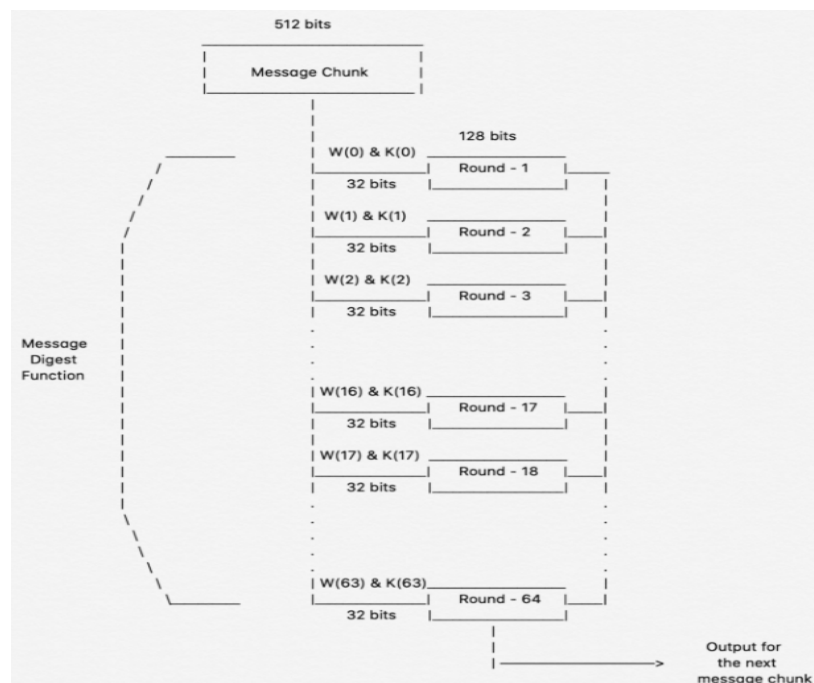 512 bits
Message Chunk
128 bits
W(0) & K(0)
Round - 1
32 bits
W(1) & K(1)
Round - 2
32 bits
W(2) & K(2)
Round - 3
32 bits
Message
Digest
Function
W(16) & K(16)
Round - 17
32 bits
W(17) & K(17)
Round - 18
32 bits
W(63) & K(63)
Round - 64
32 bits
Output for
the next
message chunk